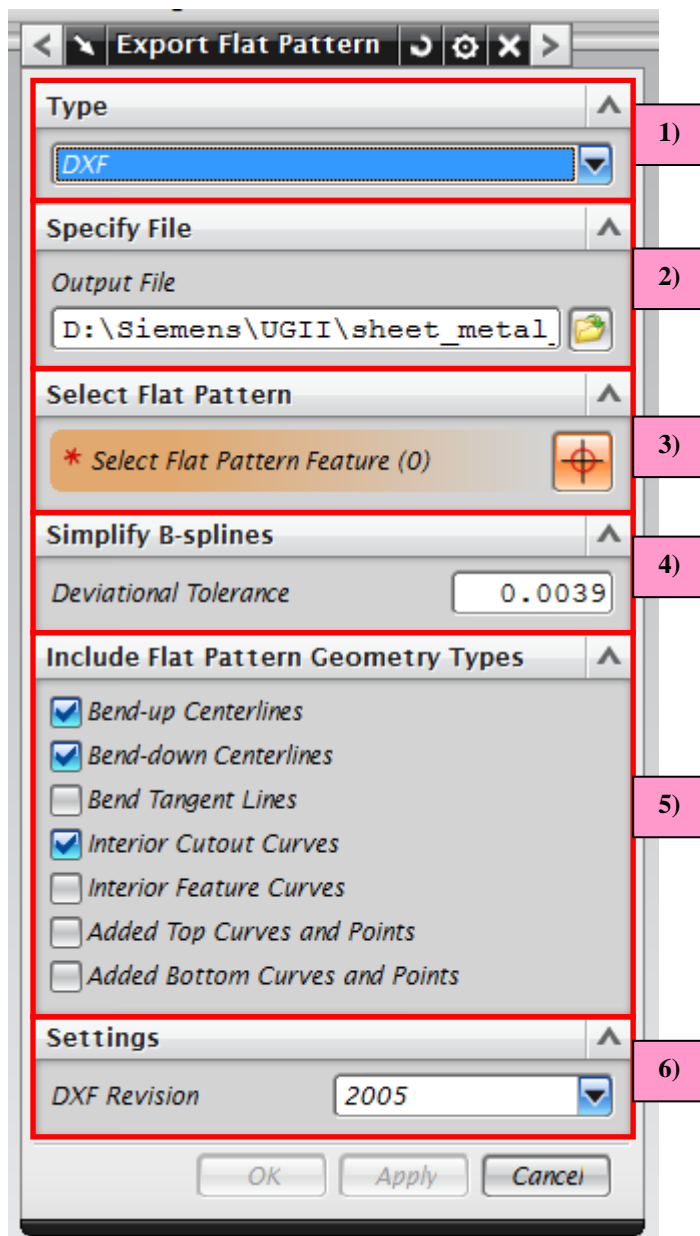 Export Flat Pattern
Type
1)
DXF
Specify File
2)
Output File
D:\Siemens\UGII\sheet_metal_
Select Flat Pattern
3)
* Select Flat Pattern Feature (0)
Simplify B-splines
4)
Deviational Tolerance 0.0039
Include Flat Pattern Geometry Types
Bend-up Centerlines
Bend-down Centerlines
Bend Tangent Lines
5)
Interior Cutout Curves
Interior Feature Curves
Added Top Curves and Points
Added Bottom Curves and Points
Settings
6)
DXF Revision 2005
OK Apply Cancel